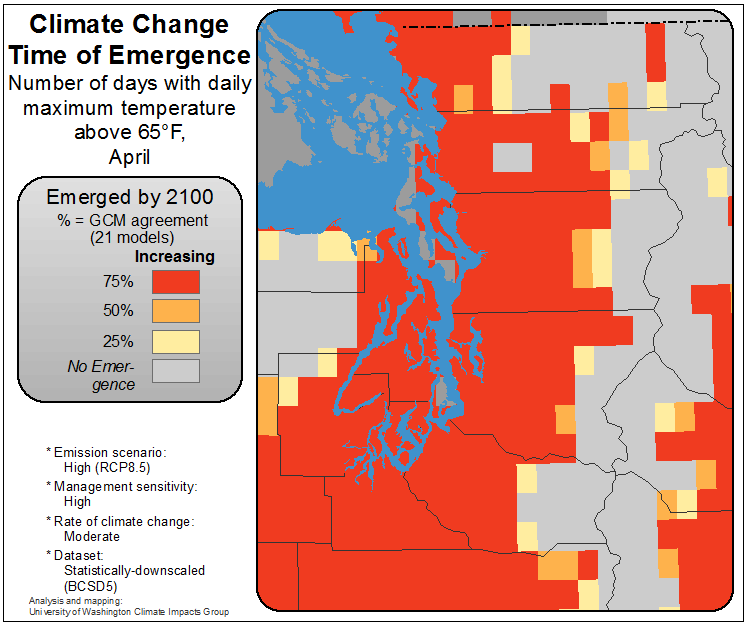 Climate Change
Time of Emergence
Number of days with daily
maximum temperature
above 65°F,
April
Emerged by 2100
% = GCM agreement
(21 models)
Increasing
75%
50%
25%
No Emer-
gence
* Emission scenario:
High (RCP8.5)
* Management sensitivity:
High
* Rate of climate change:
Moderate
* Dataset:
Statistically-downscaled
(BCSD5)
Analysis and mapping:
University of Washington Climate Impacts Group